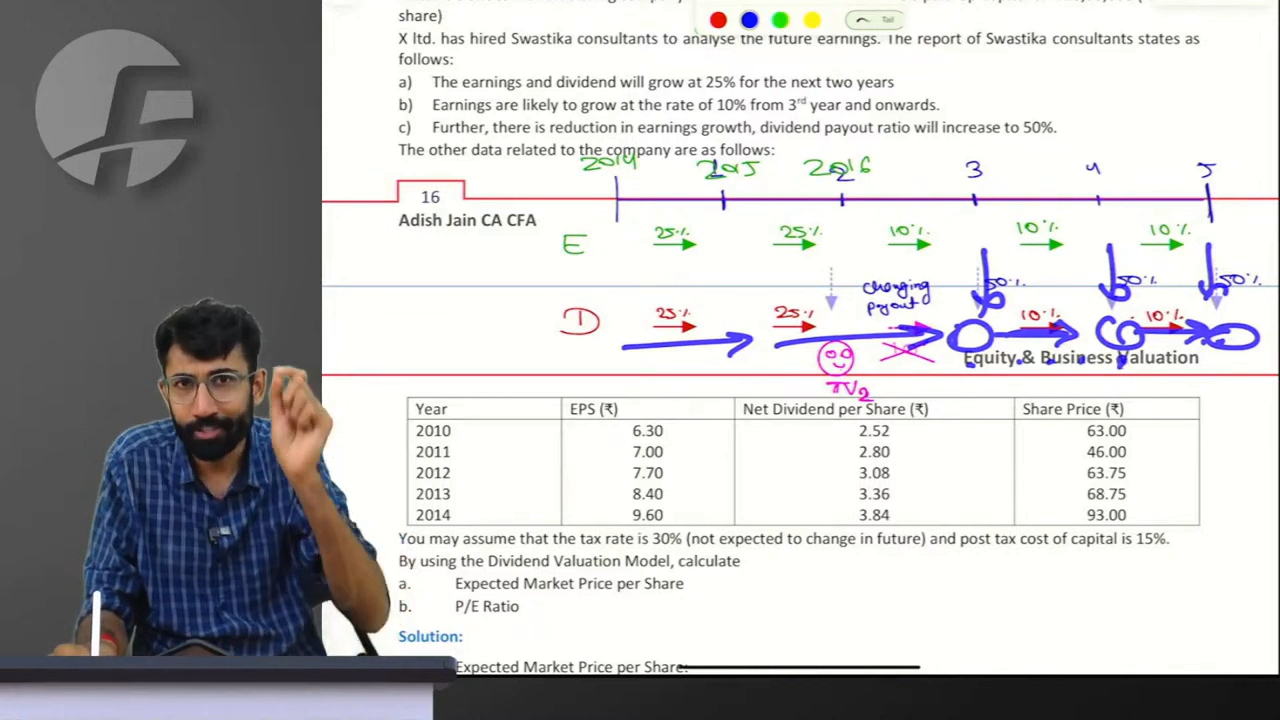 share)
X ltd. has hired Swastika consultants to analyse the future earnings. The report of Swastika consultants states as
follows:
a) The earnings and dividend will grow at 25% for the next two years
b) Earnings are likely to grow at the rate of 10% from 3rd year and onwards.
c) Further, there is reduction in earnings growth, dividend payout ratio will increase to 50%.
The other data related to the company are as follows:
2014 2015 2016 3 4 5
16
Adish Jain CA CFA
E 25% 25% 10% 10% 10%
changing payout 50% 50% 50%
D 25% 25% 10% 10%
Equity & Business Valuation
TV2
Year EPS (₹) Net Dividend per Share (₹) Share Price (₹)
2010 6.30 2.52 63.00
2011 7.00 2.80 46.00
2012 7.70 3.08 63.75
2013 8.40 3.36 68.75
2014 9.60 3.84 93.00
You may assume that the tax rate is 30% (not expected to change in future) and post tax cost of capital is 15%.
By using the Dividend Valuation Model, calculate
a. Expected Market Price per Share
b. P/E Ratio
Solution:
Expected Market Price per Share: